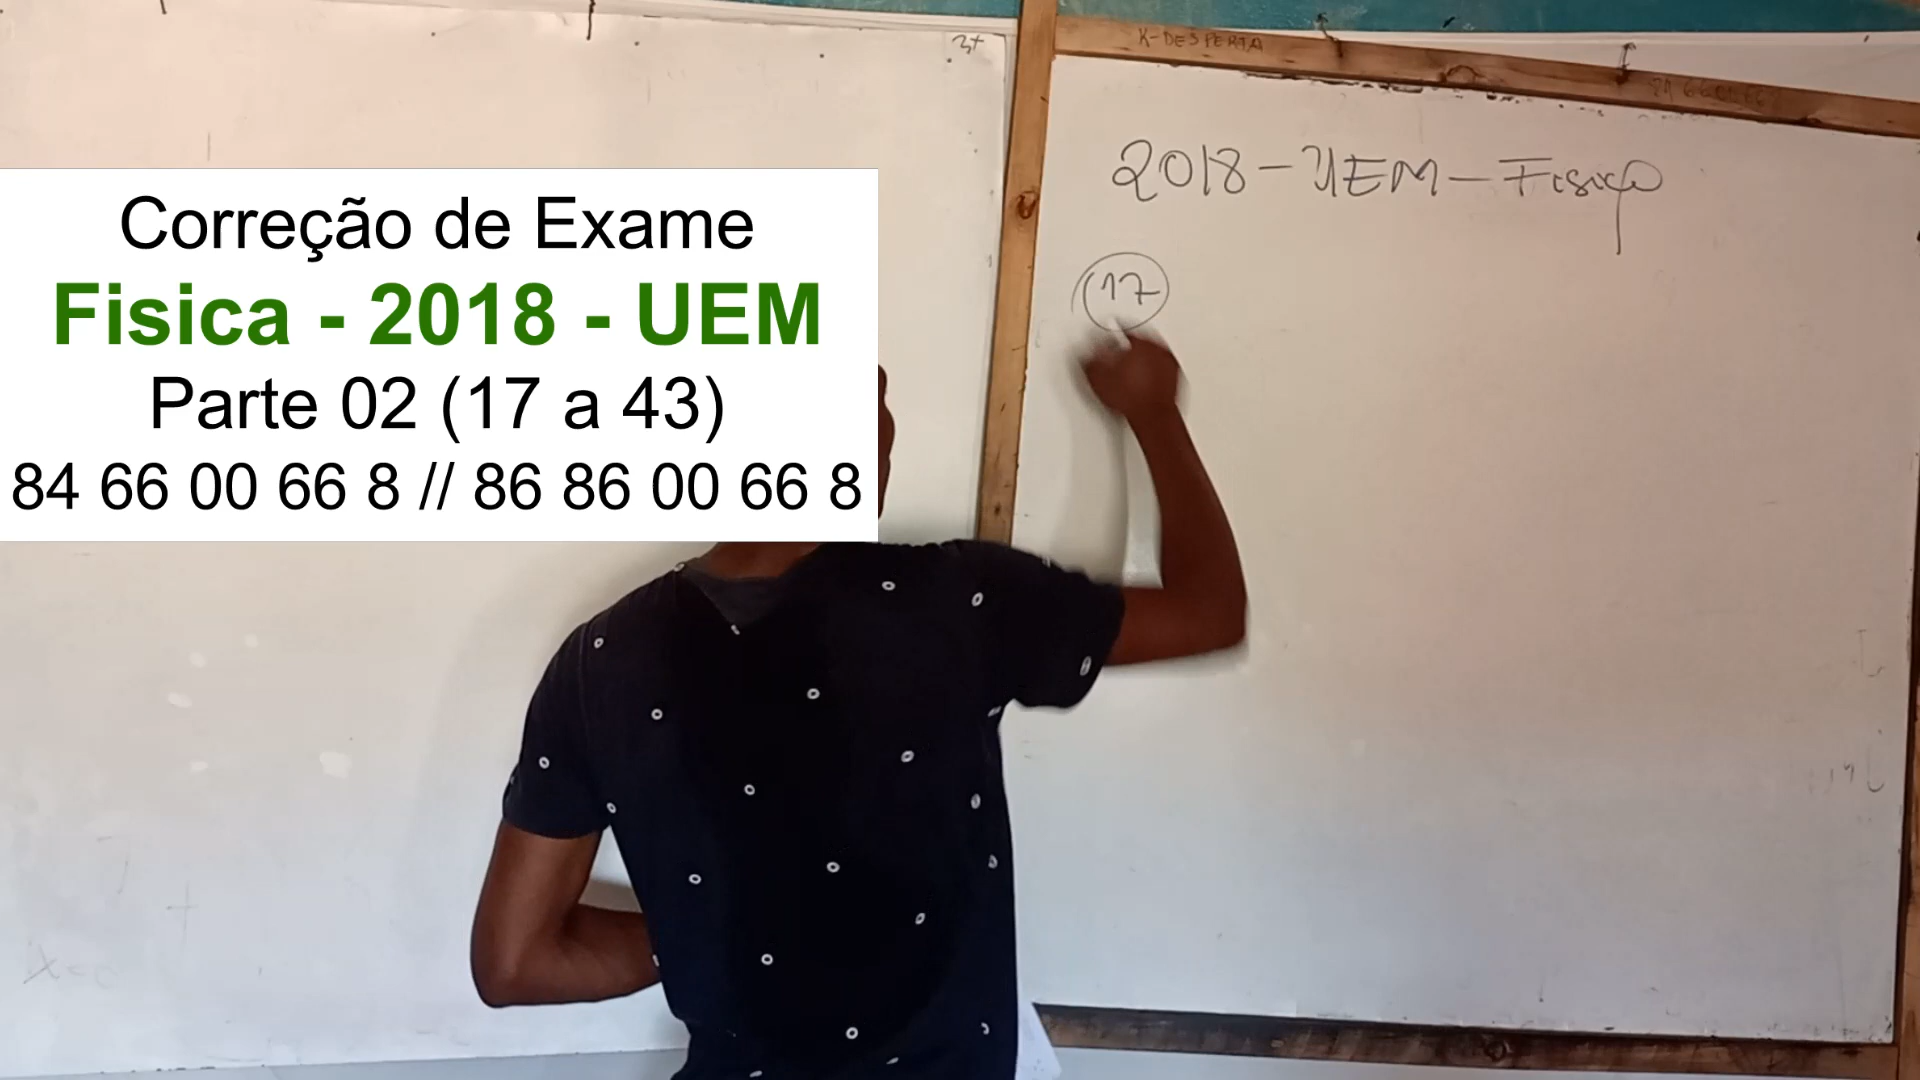 K-DESPERTA
2018-UEM-Fisica
17
Correção de Exame
Fisica - 2018 - UEM
Parte 02 (17 a 43)
84 66 00 66 8 // 86 86 00 66 8